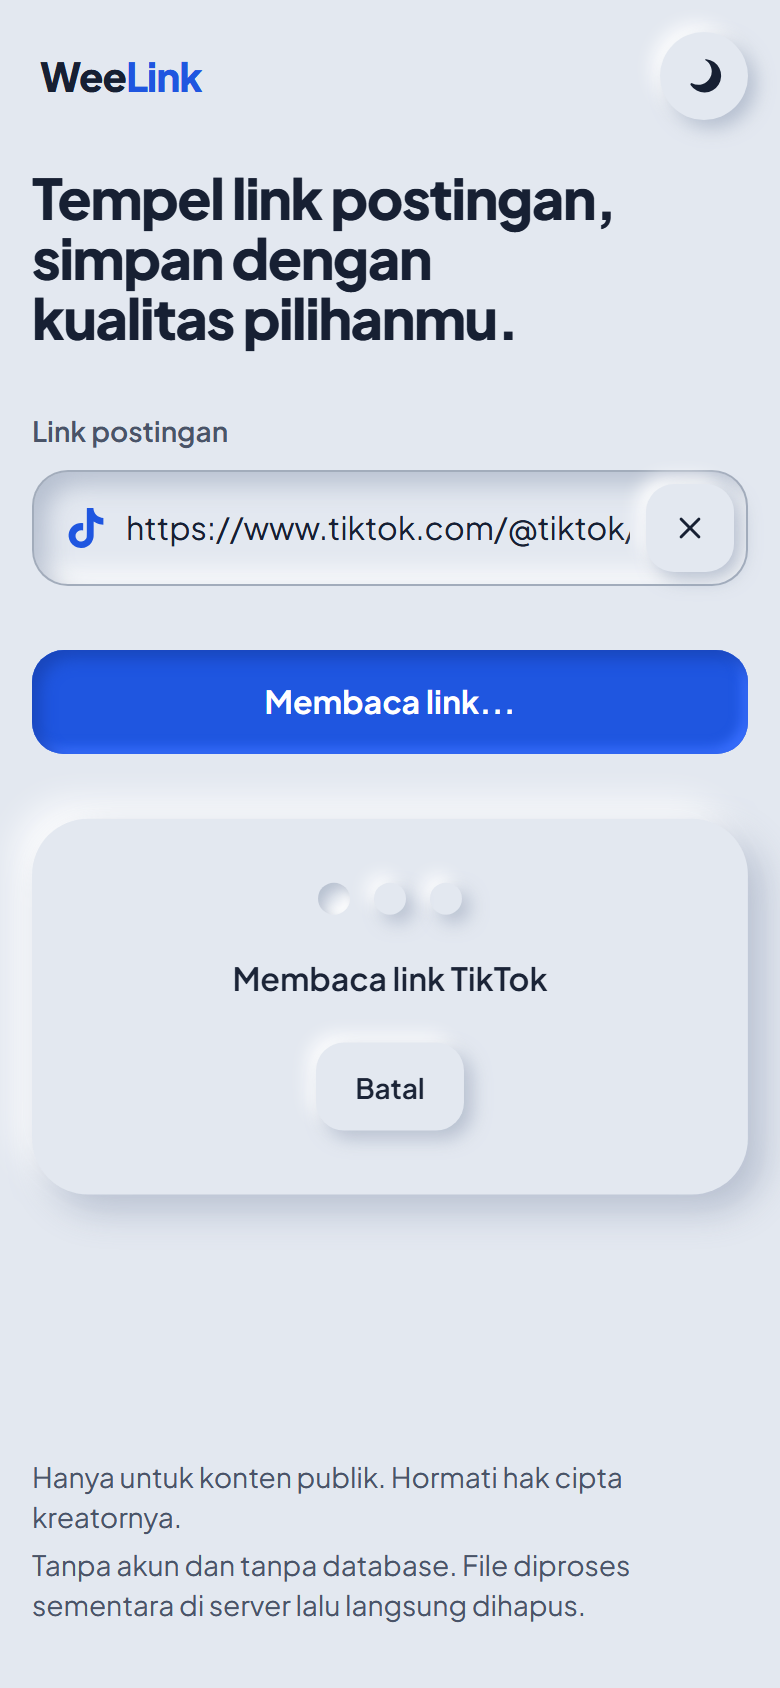 WeeLink
Tempel link postingan,
simpan dengan
kualitas pilihanmu.
Link postingan
https://www.tiktok.com/@tiktok/
Membaca link...
Membaca link TikTok
Batal
Hanya untuk konten publik. Hormati hak cipta
kreatornya.
Tanpa akun dan tanpa database. File diproses
sementara di server lalu langsung dihapus.